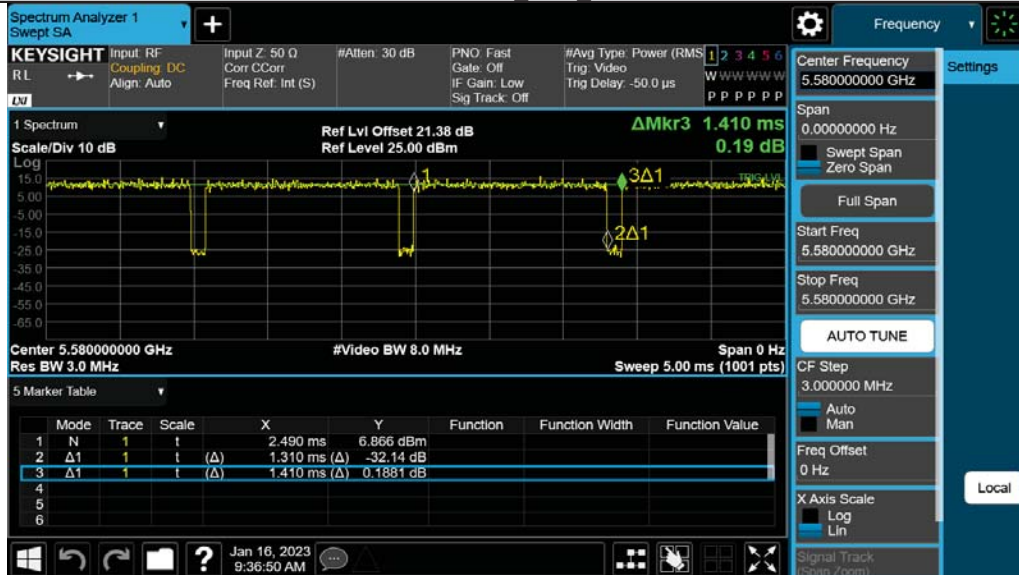 Spectrum Analyzer 1
Swept SA
▼
+
Frequency ▼
KEYSIGHT
RL
LXI
Input: RF
Coupling: DC
Align: Auto
Input Z: 50 Ω
Corr CCorr
Freq Ref: Int (S)
#Atten: 30 dB
PNO: Fast
Gate: Off
IF Gain: Low
Sig Track: Off
#Avg Type: Power (RMS
Trig: Video
Trig Delay: -50.0 µs
1 2 3 4 5 6
W W W W W W
P P P P P P
Center Frequency
5.580000000 GHz
Settings
Span
0.00000000 Hz
Swept Span
Zero Span
Full Span
Start Freq
5.580000000 GHz
Stop Freq
5.580000000 GHz
AUTO TUNE
CF Step
3.000000 MHz
Auto
Man
Freq Offset
0 Hz
X Axis Scale
Log
Lin
Signal Track
(Span Zoom)
Local
1 Spectrum ▼
Scale/Div 10 dB
Ref Lvl Offset 21.38 dB
Ref Level 25.00 dBm
ΔMkr3 1.410 ms
0.19 dB
Log
15.0
5.00
-5.00
-15.0
-25.0
-35.0
-45.0
-55.0
-65.0
1
3Δ1
TRIG LVL
2Δ1
Center 5.580000000 GHz
#Video BW 8.0 MHz
Span 0 Hz
Res BW 3.0 MHz
Sweep 5.00 ms (1001 pts)
5 Marker Table ▼
Mode Trace Scale X Y Function Function Width Function Value
1 N 1 t 2.490 ms 6.866 dBm
2 Δ1 1 t (Δ) 1.310 ms (Δ) -32.14 dB
3 Δ1 1 t (Δ) 1.410 ms (Δ) 0.1881 dB
4
5
6
?
Jan 16, 2023
9:36:50 AM